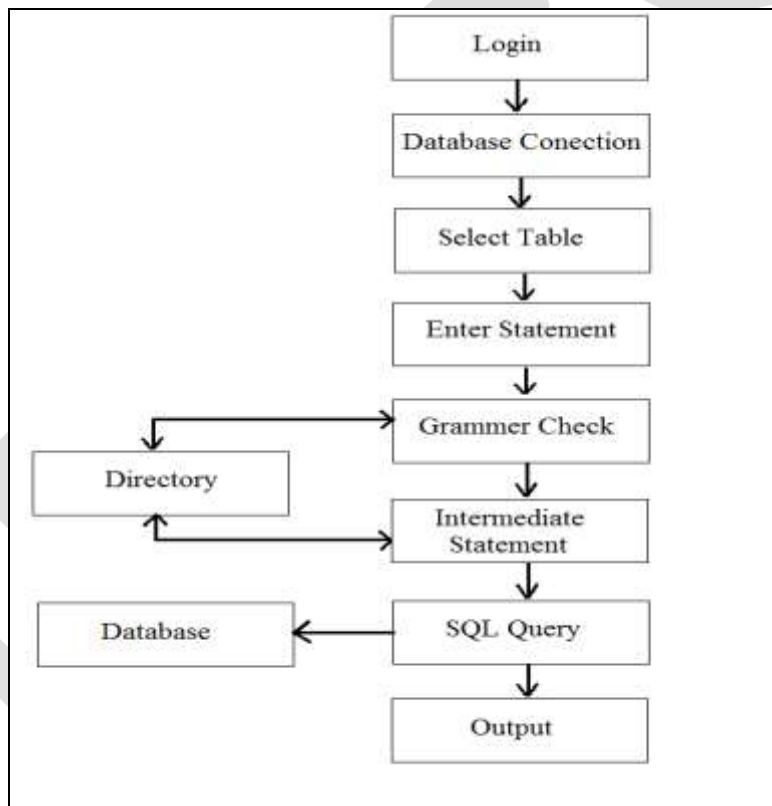 Login
Database Conection
Select Table
Enter Statement
Grammer Check
Directory
Intermediate
Statement
Database
SQL Query
Output